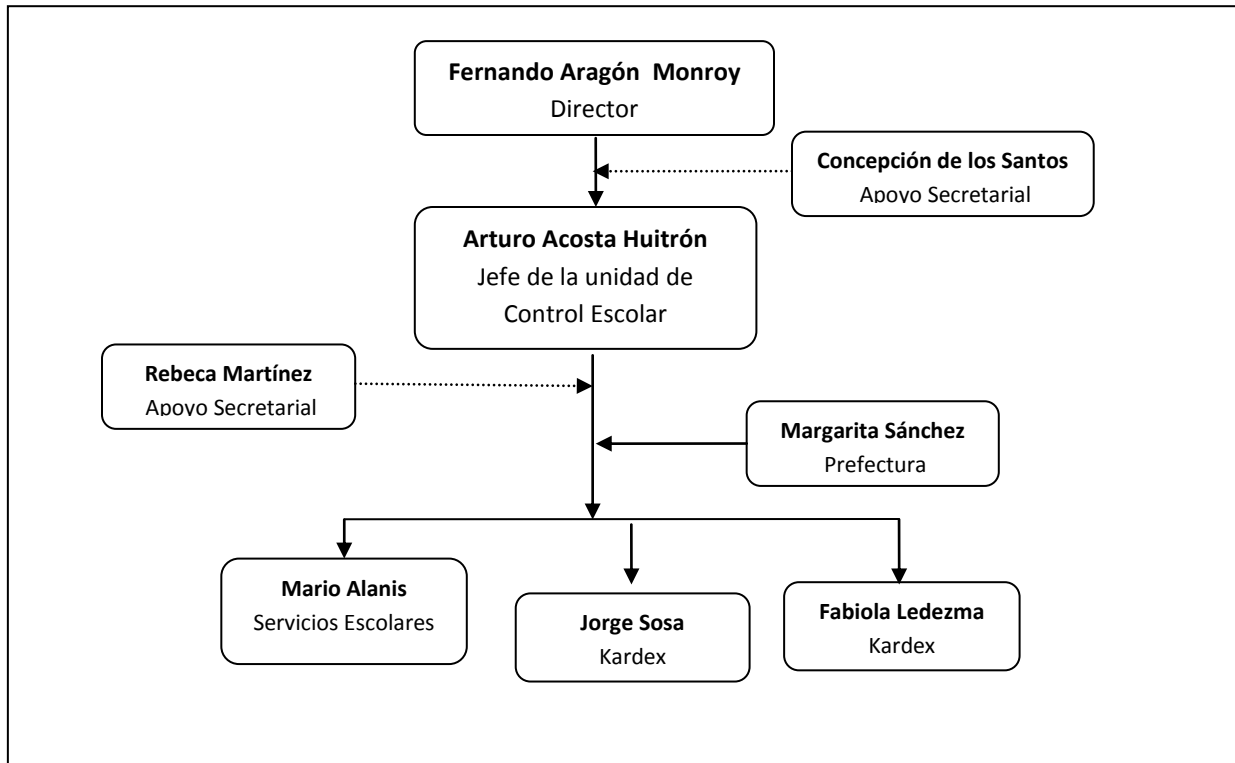 Fernando Aragón Monroy
Director
Concepción de los Santos
Apoyo Secretarial
Arturo Acosta Huitrón
Jefe de la unidad de
Control Escolar
Rebeca Martínez
Apoyo Secretarial
Margarita Sánchez
Prefectura
Mario Alanis
Servicios Escolares
Jorge Sosa
Kardex
Fabiola Ledezma
Kardex